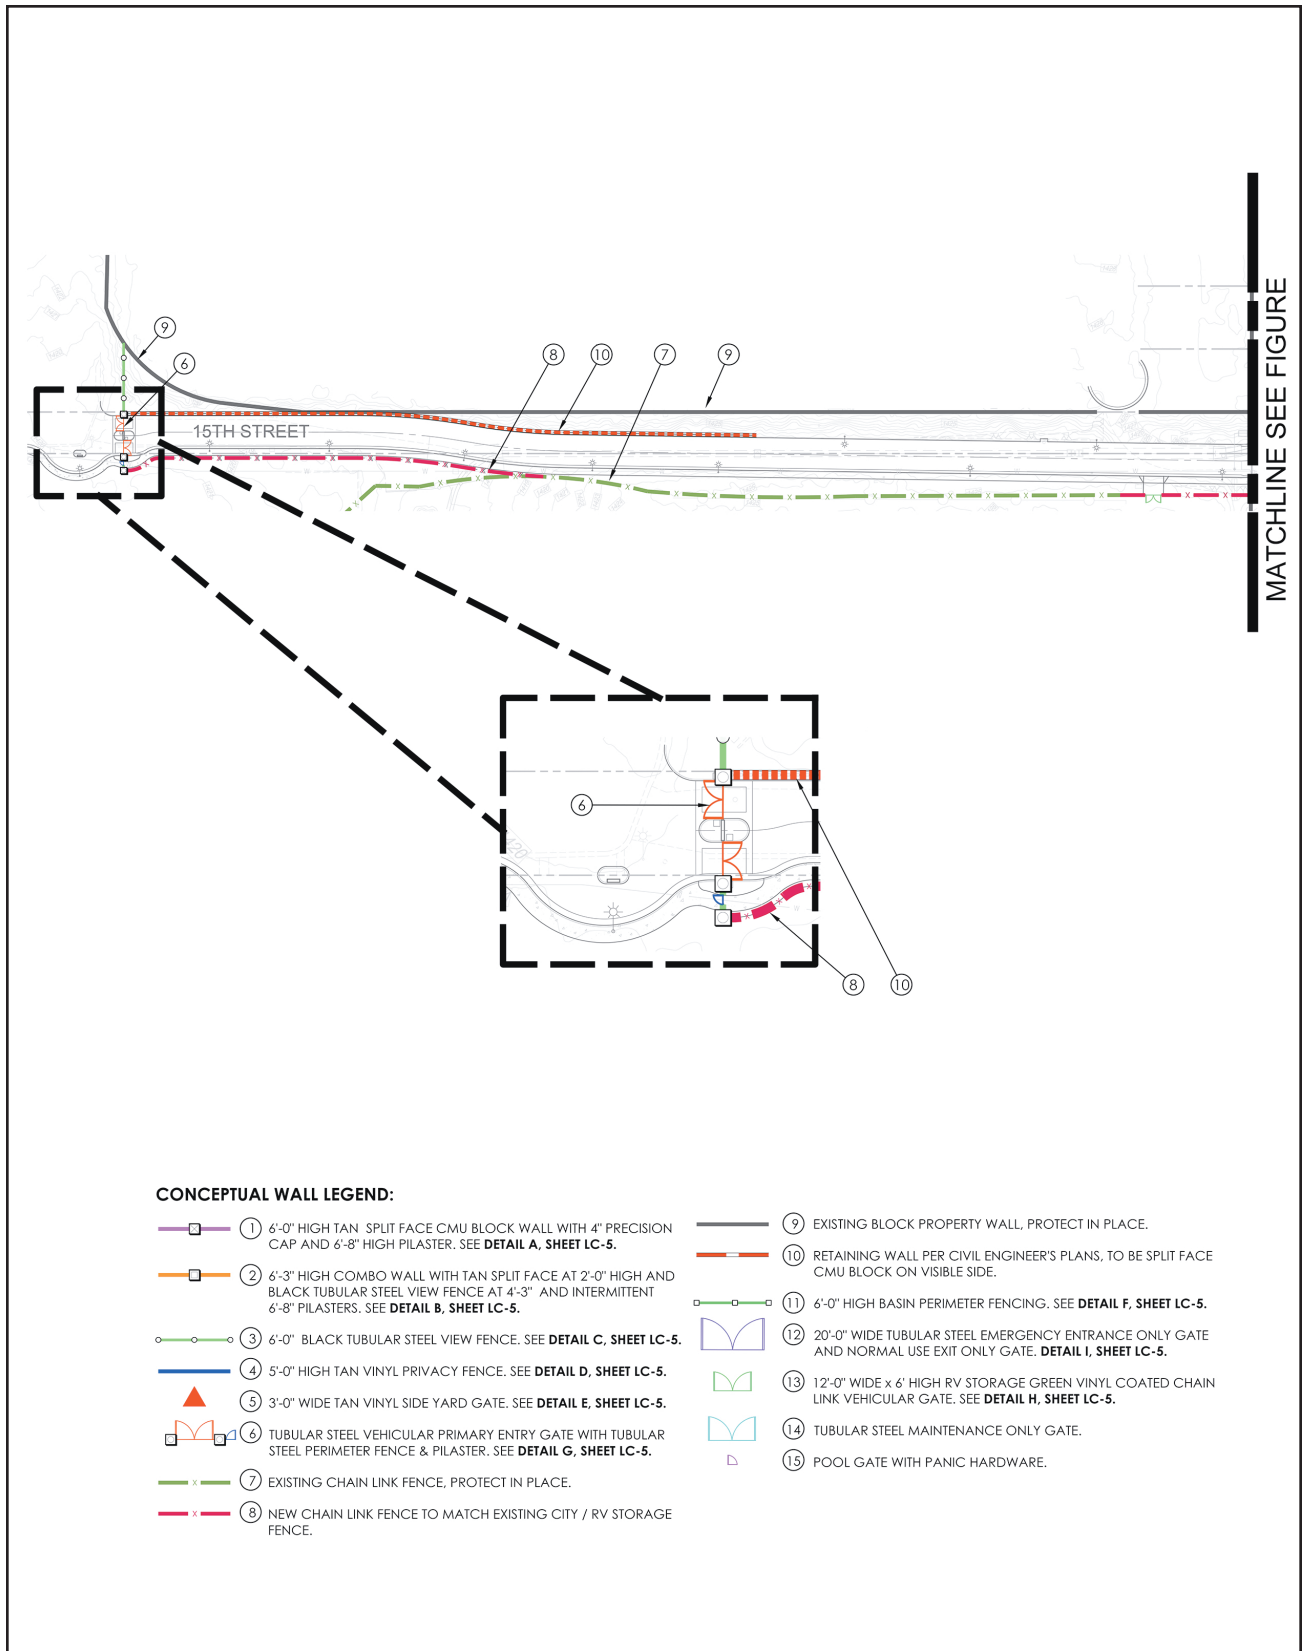 9
6
8
10
7
9
15TH STREET
MATCHLINE SEE FIGURE
6
420
8
10
CONCEPTUAL WALL LEGEND:
1 6'-0" HIGH TAN SPLIT FACE CMU BLOCK WALL WITH 4" PRECISION
CAP AND 6'-8" HIGH PILASTER. SEE DETAIL A, SHEET LC-5.
2 6'-3" HIGH COMBO WALL WITH TAN SPLIT FACE AT 2'-0" HIGH AND
BLACK TUBULAR STEEL VIEW FENCE AT 4'-3" AND INTERMITTENT
6'-8" PILASTERS. SEE DETAIL B, SHEET LC-5.
3 6'-0" BLACK TUBULAR STEEL VIEW FENCE. SEE DETAIL C, SHEET LC-5.
4 5'-0" HIGH TAN VINYL PRIVACY FENCE. SEE DETAIL D, SHEET LC-5.
5 3'-0" WIDE TAN VINYL SIDE YARD GATE. SEE DETAIL E, SHEET LC-5.
6 TUBULAR STEEL VEHICULAR PRIMARY ENTRY GATE WITH TUBULAR
STEEL PERIMETER FENCE & PILASTER. SEE DETAIL G, SHEET LC-5.
7 EXISTING CHAIN LINK FENCE, PROTECT IN PLACE.
8 NEW CHAIN LINK FENCE TO MATCH EXISTING CITY / RV STORAGE
FENCE.
9 EXISTING BLOCK PROPERTY WALL, PROTECT IN PLACE.
10 RETAINING WALL PER CIVIL ENGINEER'S PLANS, TO BE SPLIT FACE
CMU BLOCK ON VISIBLE SIDE.
11 6'-0" HIGH BASIN PERIMETER FENCING. SEE DETAIL F, SHEET LC-5.
12 20'-0" WIDE TUBULAR STEEL EMERGENCY ENTRANCE ONLY GATE
AND NORMAL USE EXIT ONLY GATE. DETAIL I, SHEET LC-5.
13 12'-0" WIDE x 6' HIGH RV STORAGE GREEN VINYL COATED CHAIN
LINK VEHICULAR GATE. SEE DETAIL H, SHEET LC-5.
14 TUBULAR STEEL MAINTENANCE ONLY GATE.
15 POOL GATE WITH PANIC HARDWARE.